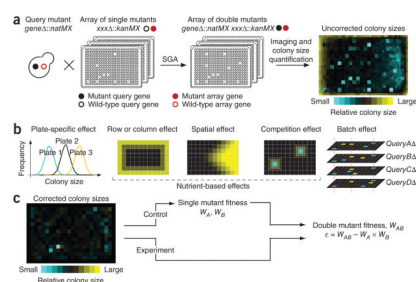 a
Query mutant
geneΔ::natMX
Array of single mutants
xxxΔ::kanMX
Array of double mutants
geneΔ::natMX xxxΔ::kanMX
Uncorrected colony sizes
SGA
Imaging and
colony size
quantification
Mutant query gene
Mutant array gene
Wild-type query gene
Wild-type array gene
Small
Large
Relative colony size
b
Plate-specific effect
Row or column effect
Spatial effect
Competition effect
Batch effect
Frequency
Plate 2
Plate 1
Plate 3
Colony size
QueryAΔ
QueryBΔ
QueryCΔ
QueryDΔ
Nutrient-based effects
c
Corrected colony sizes
Control
Single mutant fitness
W_A, W_B
Experiment
Double mutant fitness, W_AB
ε = W_AB − W_A × W_B
Small
Large
Relative colony size